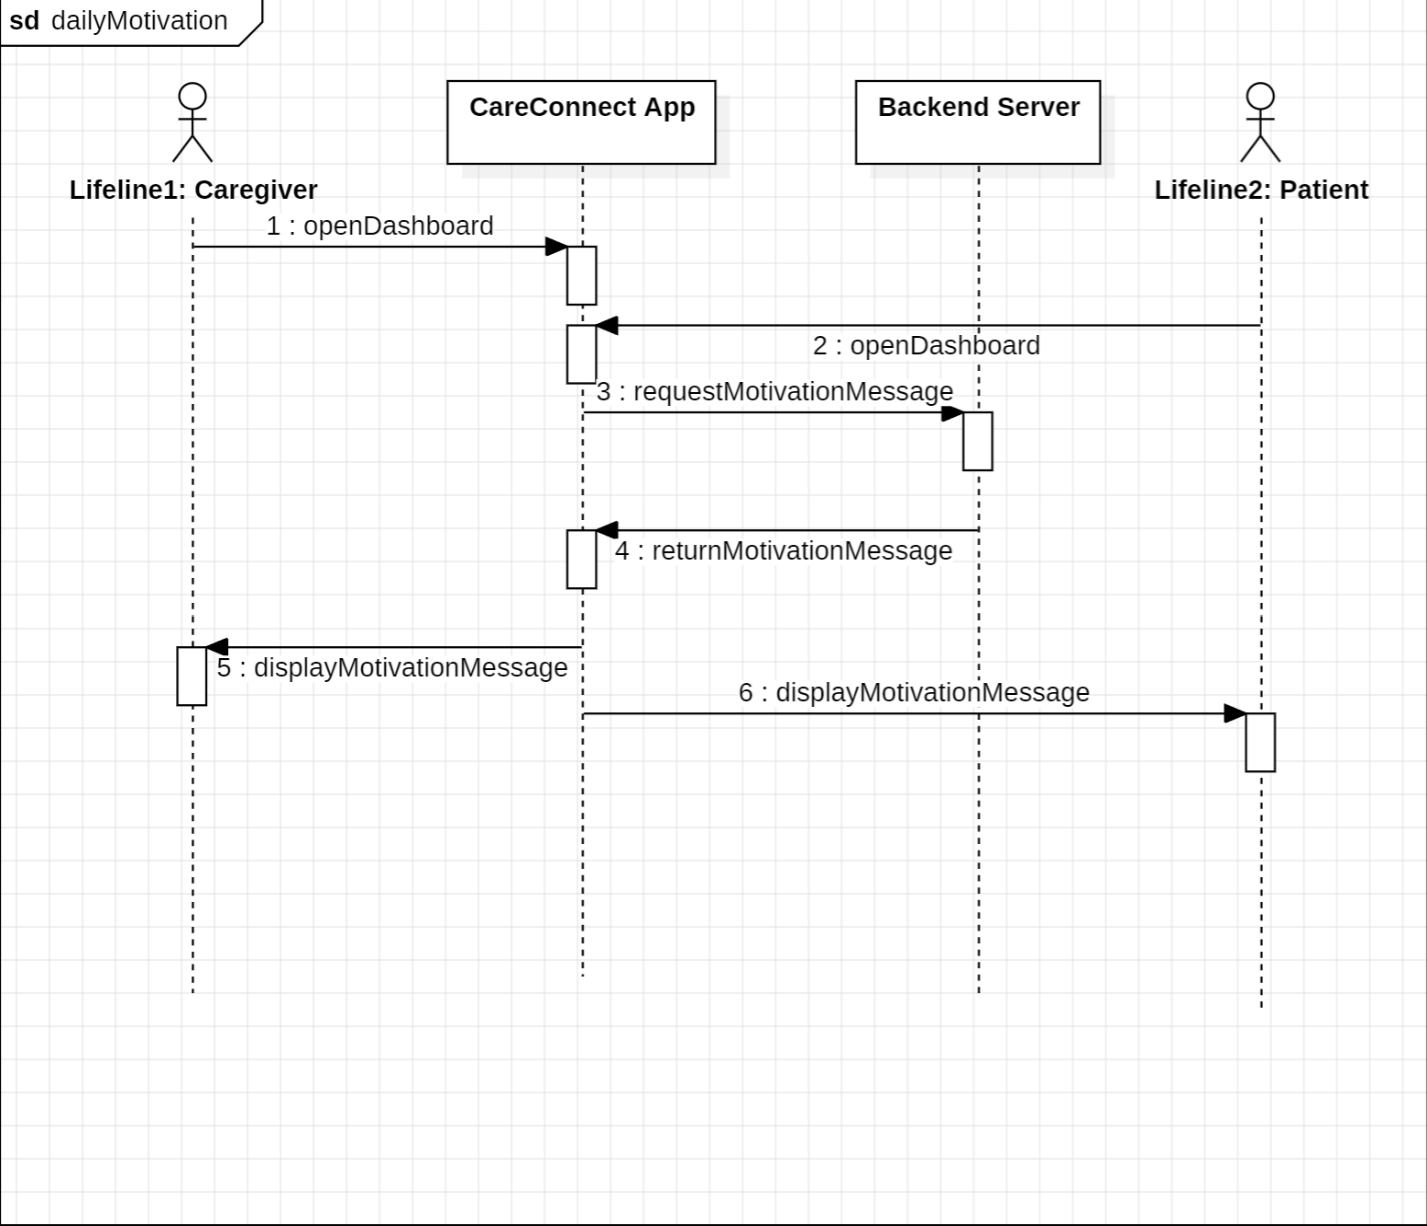 sd dailyMotivation
CareConnect App
Backend Server
Lifeline1: Caregiver
Lifeline2: Patient
1 : openDashboard
2 : openDashboard
3 : requestMotivationMessage
4 : returnMotivationMessage
5 : displayMotivationMessage
6 : displayMotivationMessage